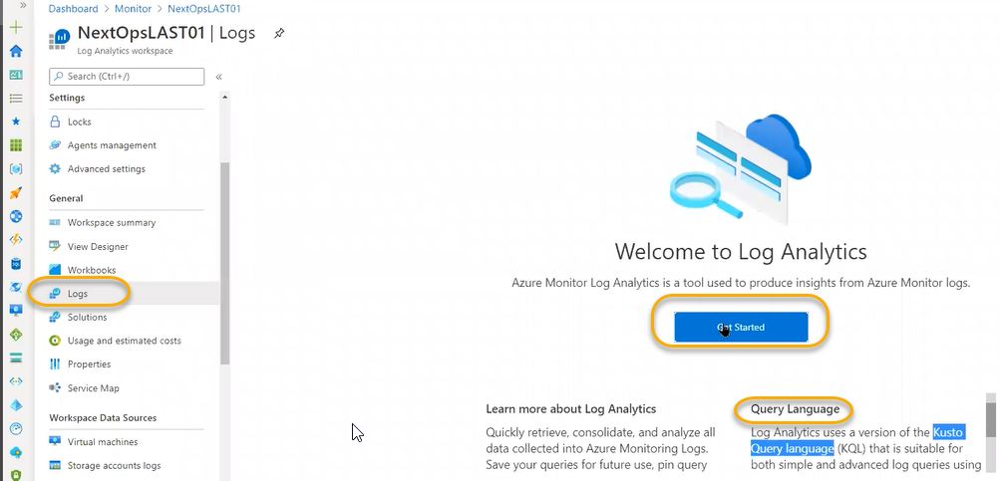 Dashboard > Monitor > NextOpsLAST01
NextOpsLAST01 | Logs
Log Analytics workspace
Search (Ctrl+/)
Settings
Locks
Agents management
Advanced settings
General
Workspace summary
View Designer
Workbooks
Logs
Solutions
Usage and estimated costs
Properties
Service Map
Workspace Data Sources
Virtual machines
Storage accounts logs
Welcome to Log Analytics
Azure Monitor Log Analytics is a tool used to produce insights from Azure Monitor logs.
Get Started
Learn more about Log Analytics
Quickly retrieve, consolidate, and analyze all
data collected into Azure Monitoring Logs.
Save your queries for future use, pin query
Query Language
Log Analytics uses a version of the Kusto
Query language (KQL) that is suitable for
both simple and advanced log queries using